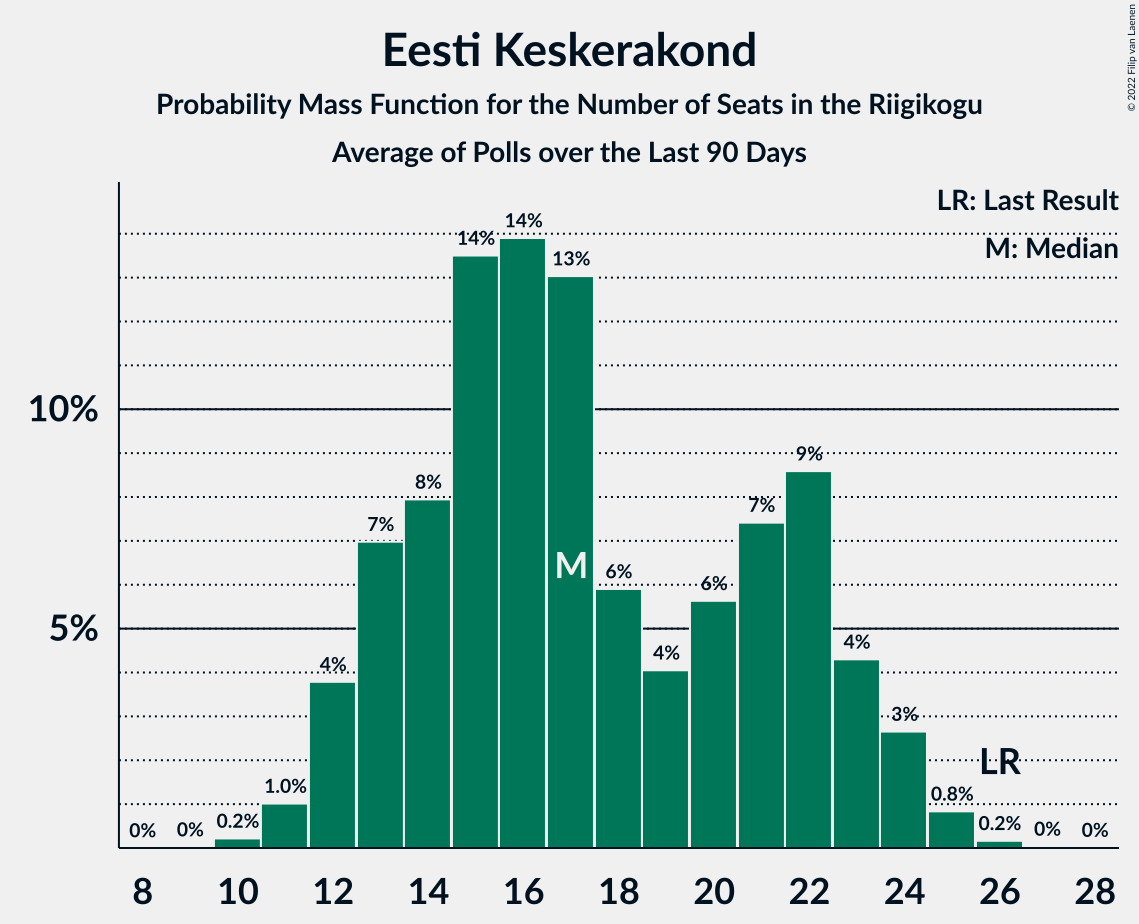 Eesti Keskerakond
Probability Mass Function for the Number of Seats in the Riigikogu
Average of Polls over the Last 90 Days
© 2022 Filip van Laenen
LR: Last Result
M: Median
10%
5%
0%
0%
0.2%
1.0%
4%
7%
8%
14%
14%
13%
M
6%
4%
6%
7%
9%
4%
3%
0.8%
LR
0.2%
0%
0%
8 10 12 14 16 18 20 22 24 26 28